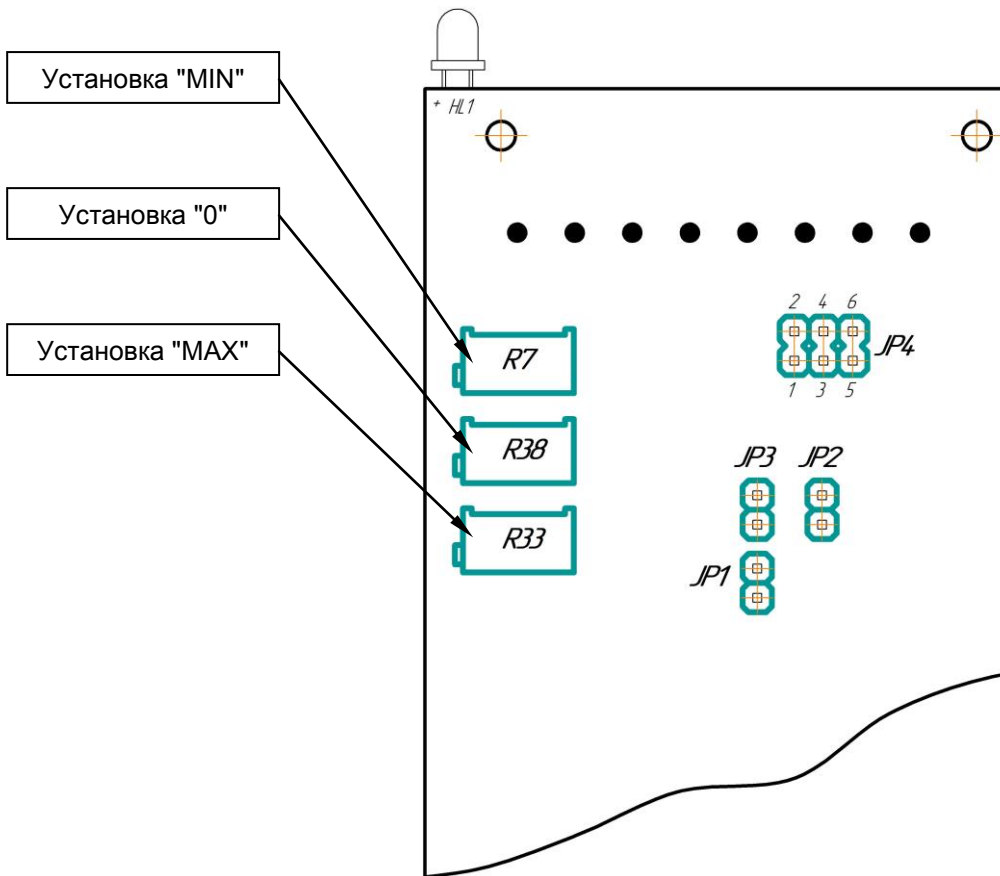 Установка "MIN"
Установка "0"
Установка "MAX"
+ HL1
R7
R38
R33
2 4 6
JP4
1 3 5
JP3 JP2
JP1